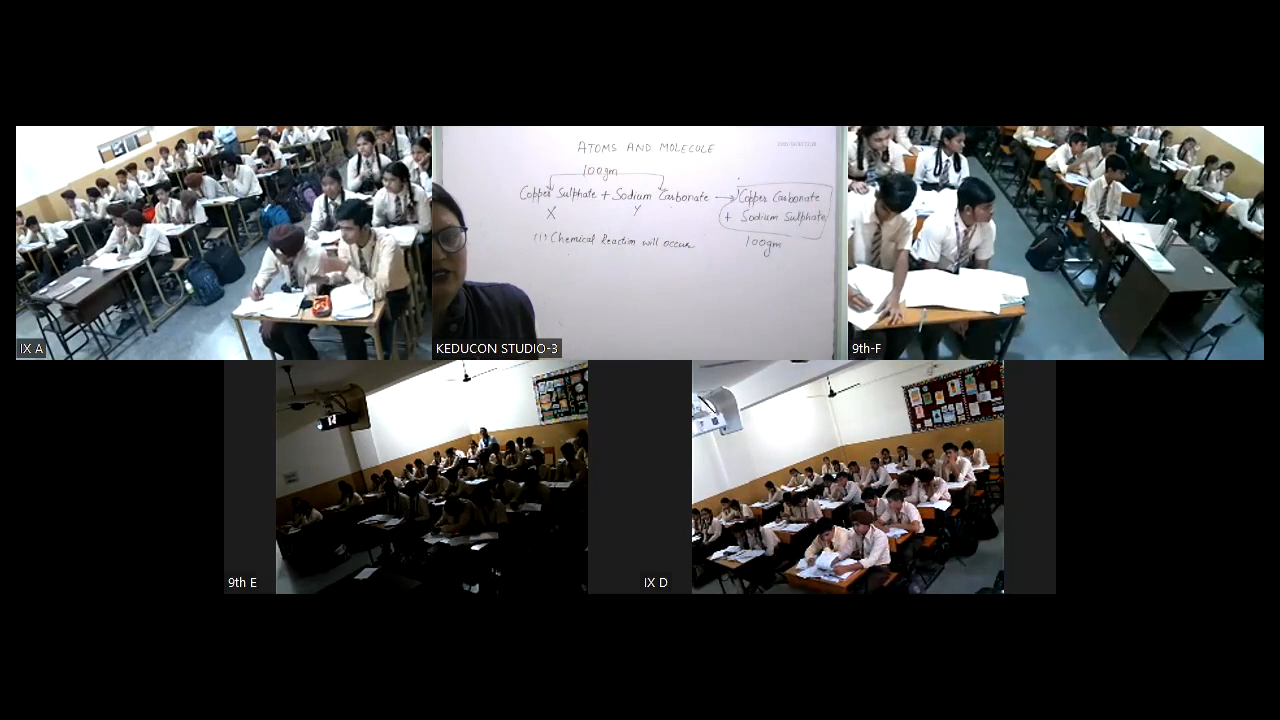 ATOMS AND MOLECULE
100gm
Copper Sulphate + Sodium Carbonate → Copper Carbonate
+ Sodium Sulphate
X Y
(i) Chemical Reaction will occur
100gm
IX A
KEDUCON STUDIO-3
9th-F
9th E
IX D